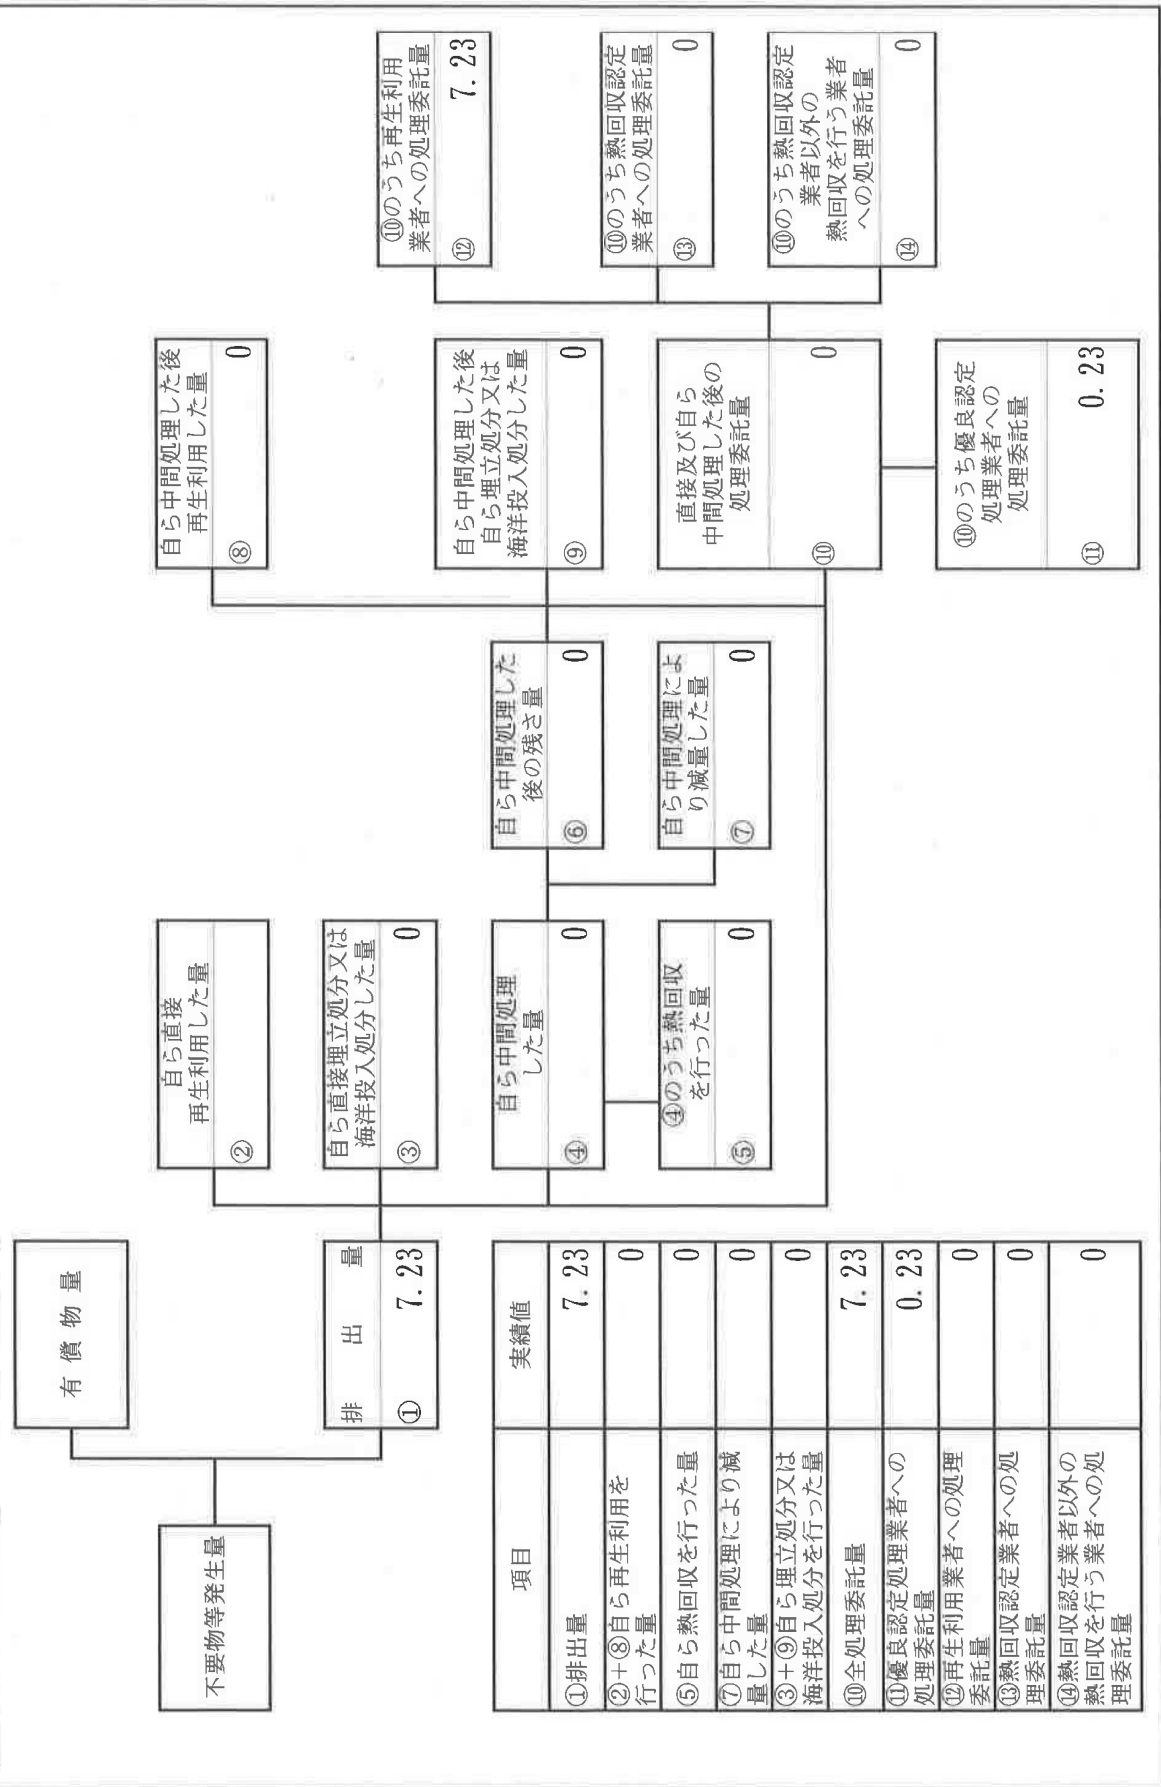 不要物等発生量
有償物量
排出量
① 7.23
自ら直接
再生利用した量
②
自ら直接埋立処分又は
海洋投入処分した量
③ 0
自ら中間処理
した量
④ 0
④のうち熱回収
を行った量
⑤ 0
自ら中間処理した
後の残さ量
⑥ 0
自ら中間処理によ
り減量した量
⑦ 0
自ら中間処理した後
再生利用した量
⑧ 0
自ら中間処理した後
自ら埋立処分又は
海洋投入処分した量
⑨ 0
直接及び自ら
中間処理した後の
処理委託量
⑩ 0
⑩のうち優良認定
処理業者への
処理委託量
⑪ 0.23
⑩のうち再生利用
業者への処理委託量
⑫ 7.23
⑩のうち熱回収認定
業者への処理委託量
⑬ 0
⑩のうち熱回収認定
業者以外の
熱回収を行う業者
への処理委託量
⑭ 0
項目 実績値
①排出量 7.23
②+⑧自ら再生利用を
行った量 0
⑤自ら熱回収を行った量 0
⑦自ら中間処理により減
量した量 0
③+⑨自ら埋立処分又は
海洋投入処分を行った量 0
⑩全処理委託量 7.23
⑪優良認定処理業者への
処理委託量 0.23
⑫再生利用業者への処理
委託量 0
⑬熱回収認定業者への処
理委託量 0
⑭熱回収認定業者以外の
熱回収を行う業者への処
理委託量 0